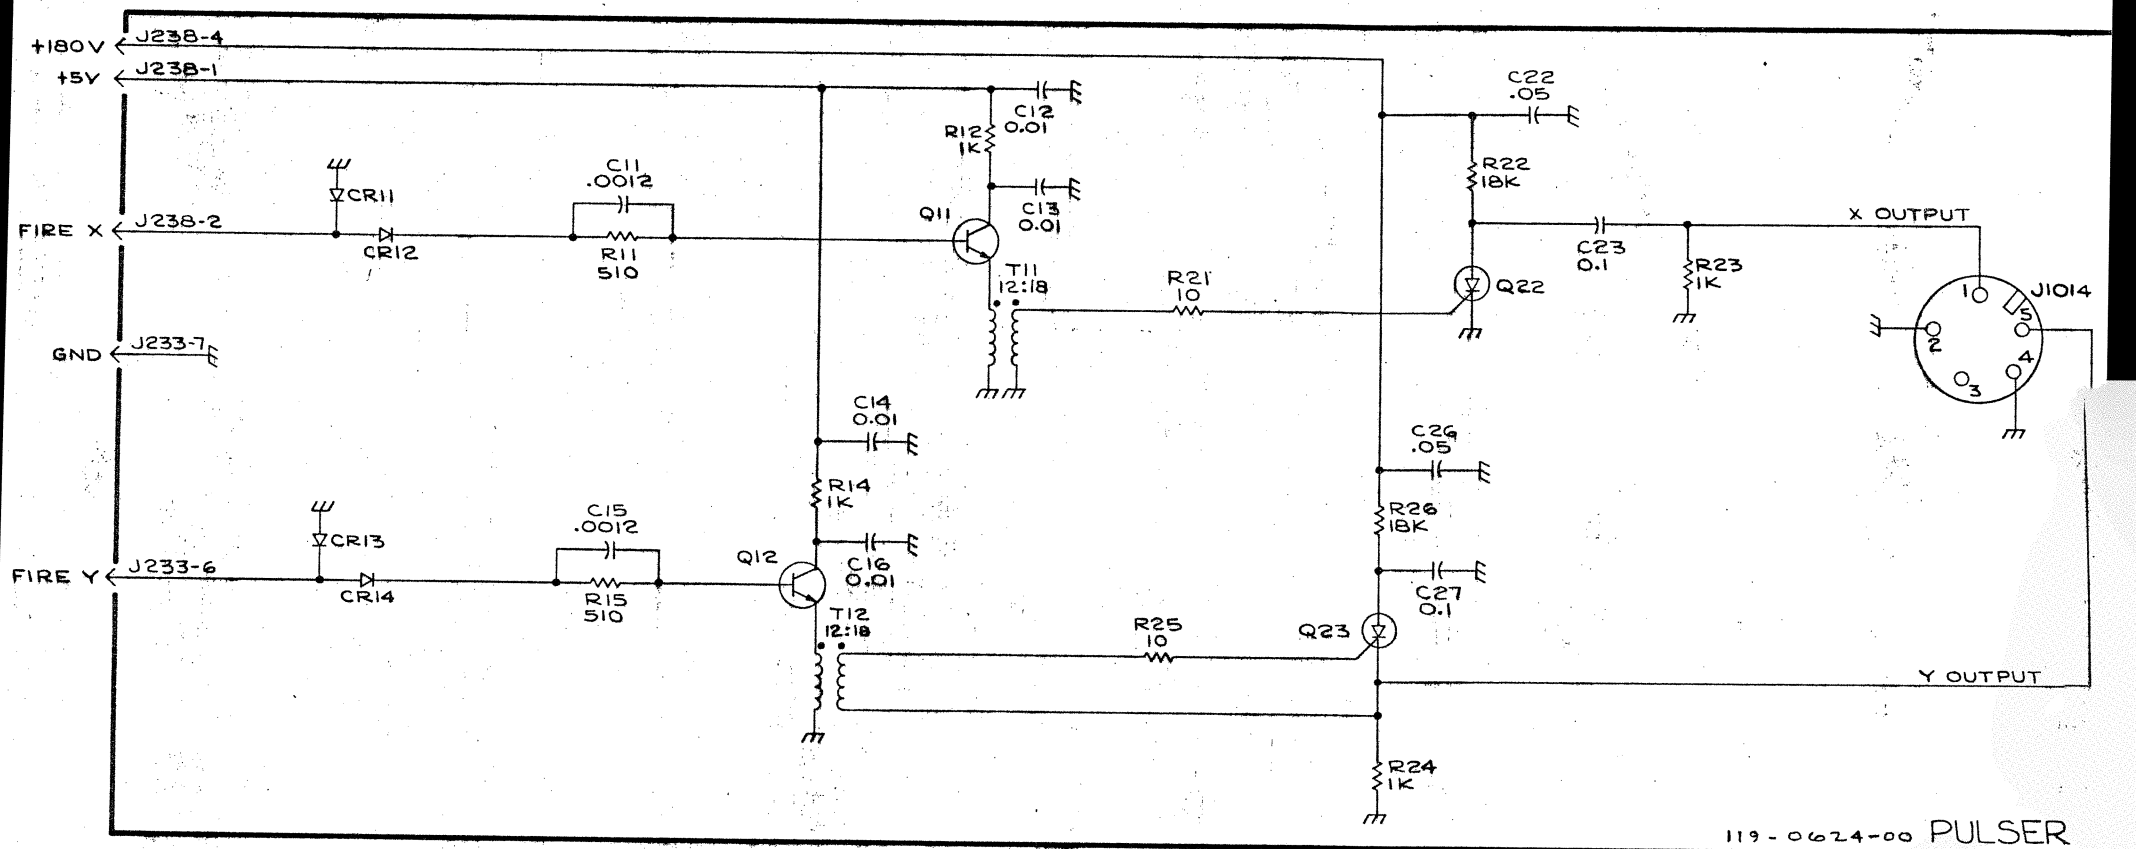 +180V J238-4
+5V J238-1
C22
.05
C12
0.01
R12
1K
R22
18K
C11
.0012
CR11
C13
0.01
Q11
FIRE X J238-2
X OUTPUT
CR12
R11
510
C23
0.1
R23
1K
T11
12:18
R21
10
Q22
J1014
1
5
2
4
3
GND J233-7
C14
0.01
C26
.05
R14
1K
R26
18K
C15
.0012
CR13
Q12
C16
0.01
FIRE Y J233-6
CR14
R15
510
C27
0.1
T12
12:18
R25
10
Q23
Y OUTPUT
R24
1K
119-0624-00 PULSER